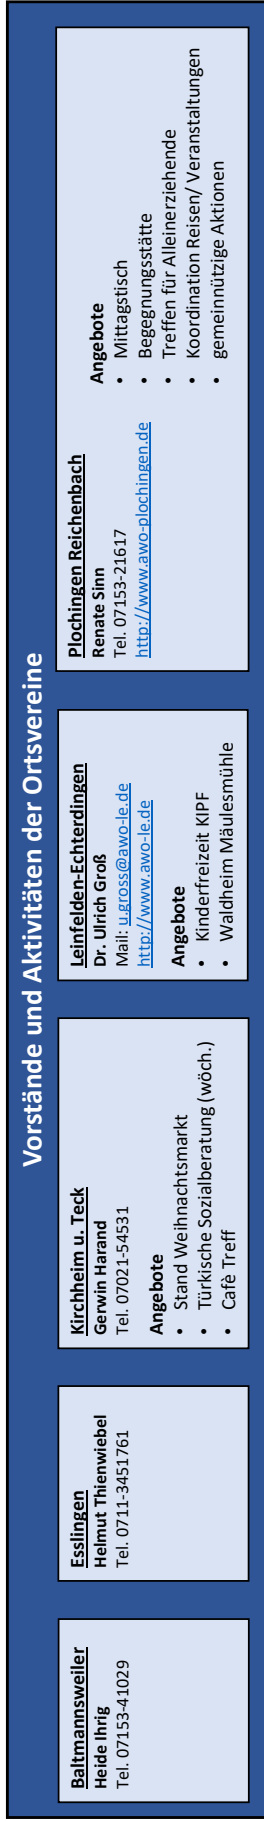 Vorstände und Aktivitäten der Ortsvereine
Baltmannsweiler
Heide Ihrig
Tel. 07153-41029
Esslingen
Helmut Thienwiebel
Tel. 0711-3451761
Kirchheim u. Teck
Gerwin Harand
Tel. 07021-54531
Angebote
• Stand Weihnachtsmarkt
• Türkische Sozialberatung (wöch.)
• Cafè Treff
Leinfelden-Echterdingen
Dr. Ulrich Groß
Mail: u.gross@awo-le.de
http://www.awo-le.de
Angebote
• Kinderfreizeit KIPF
• Waldheim Mäulesmühle
Plochingen Reichenbach
Renate Sinn
Tel. 07153-21617
http://www.awo-plochingen.de
Angebote
• Mittagstisch
• Begegnungsstätte
• Treffen für Alleinerziehende
• Koordination Reisen/ Veranstaltungen
• gemeinnützige Aktionen